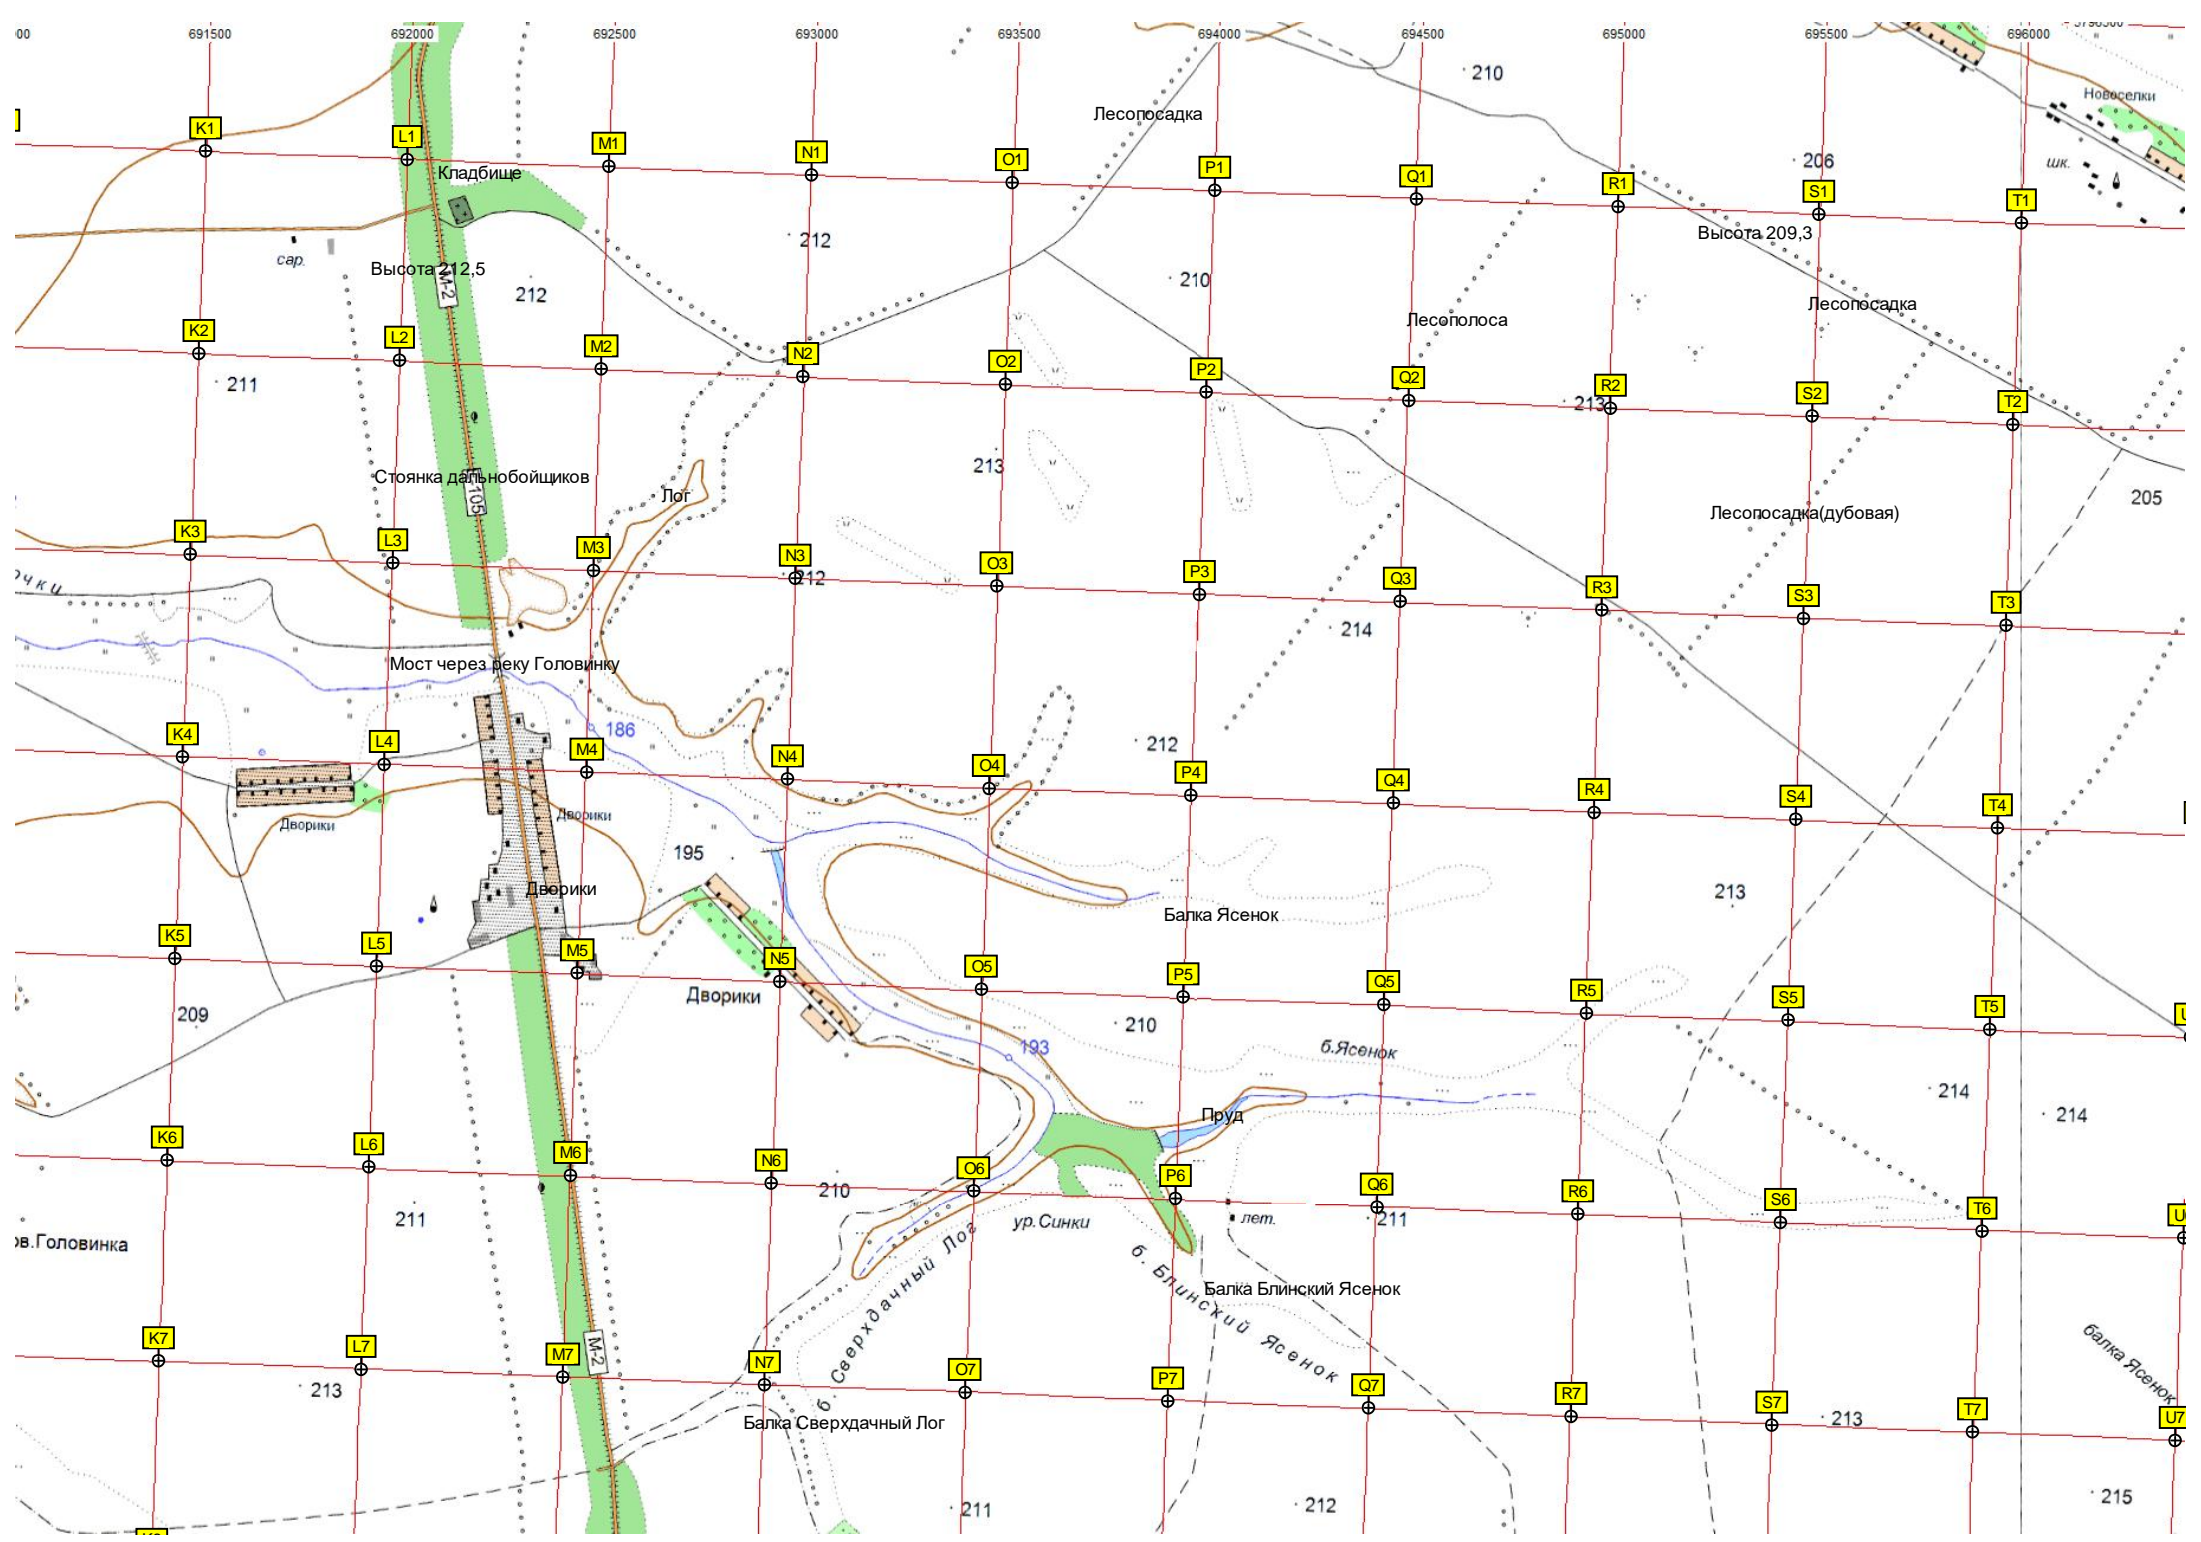 691500 692000 692500 693000 693500 694000 694500 695000 695500 696000
210
Новоселки
Лесопосадка
K1 L1 M1 N1 O1 P1 Q1 R1 S1 T1
206
шк.
Кладбище
212
Высота 209,3
сар.
Высота 212,5
М-2
212
210
Лесопосадка
Лесополоса
K2 L2 M2 N2 O2 P2 Q2 R2 S2 T2
211
213
213
Стоянка дальнобойщиков
105
Лог
205
Лесопосадка(дубовая)
K3 L3 M3 N3 O3 P3 Q3 R3 S3 T3
212
214
Мост через реку Головинку
186
212
K4 L4 M4 N4 O4 P4 Q4 R4 S4 T4
Дворики
Дворики
195
213
Дворики
Балка Ясенок
K5 L5 M5 N5 O5 P5 Q5 R5 S5 T5
Дворики
209
210
193
б.Ясенок
214
214
Пруд
K6 L6 M6 N6 O6 P6 Q6 R6 S6 T6
210
211
211
ур.Синки
лет.
ов.Головинка
б. Сверхдачный Лог
б. Блинский Ясенок
Балка Блинский Ясенок
М-2
балка Ясенок
K7 L7 M7 N7 O7 P7 Q7 R7 S7 T7 U7
213
213
Балка Сверхдачный Лог
211
212
215